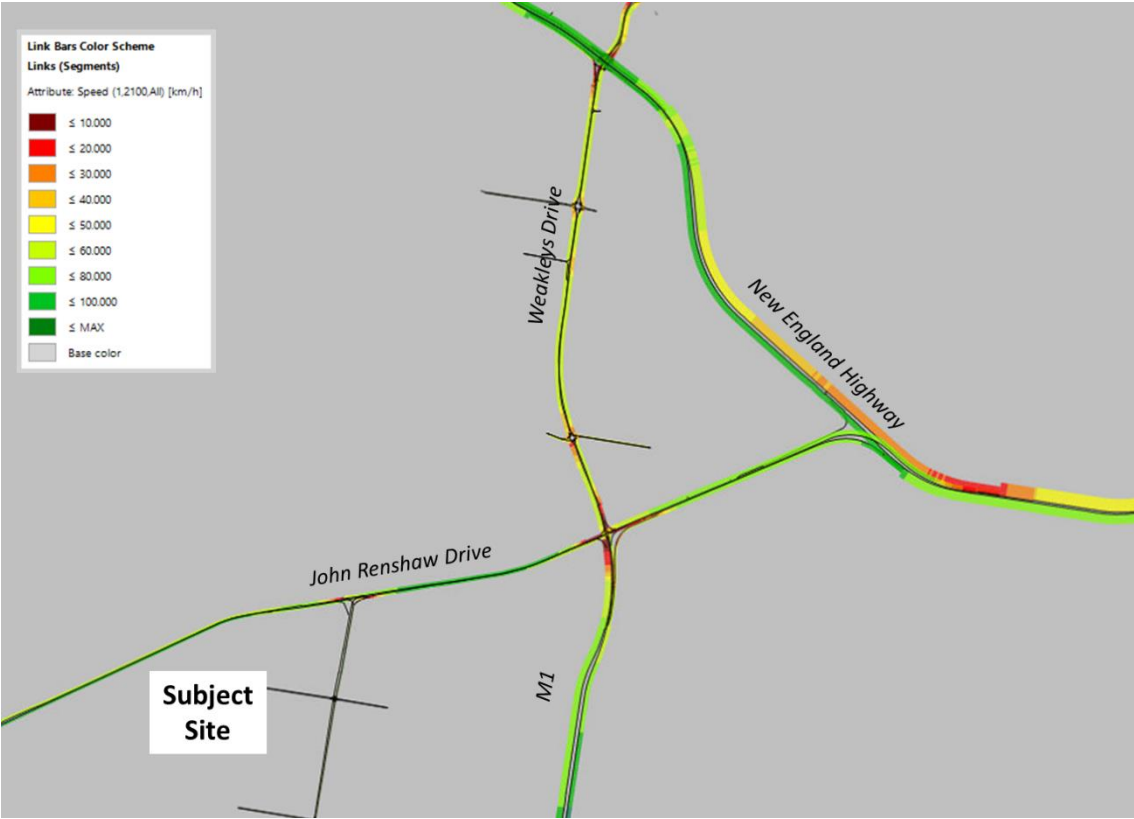 Link Bars Color Scheme
Links (Segments)
Attribute: Speed (1,2100,All) [km/h]
≤ 10.000
≤ 20.000
≤ 30.000
≤ 40.000
≤ 50.000
≤ 60.000
≤ 80.000
≤ 100.000
≤ MAX
Base color
Weakleys Drive
New England Highway
John Renshaw Drive
M1
Subject
Site